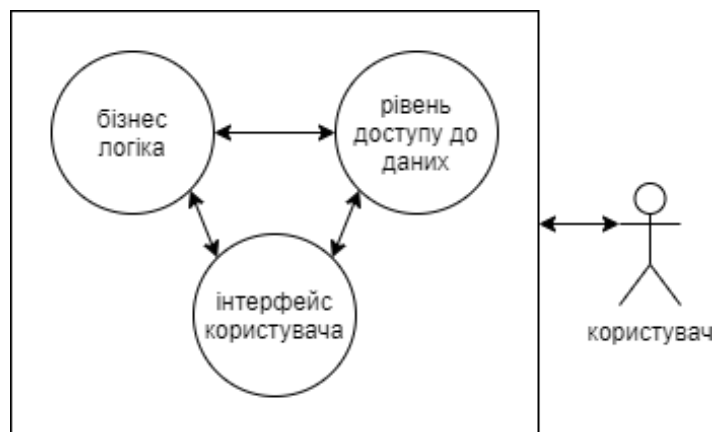 бізнес
логіка
рівень
доступу до
даних
інтерфейс
користувача
користувач